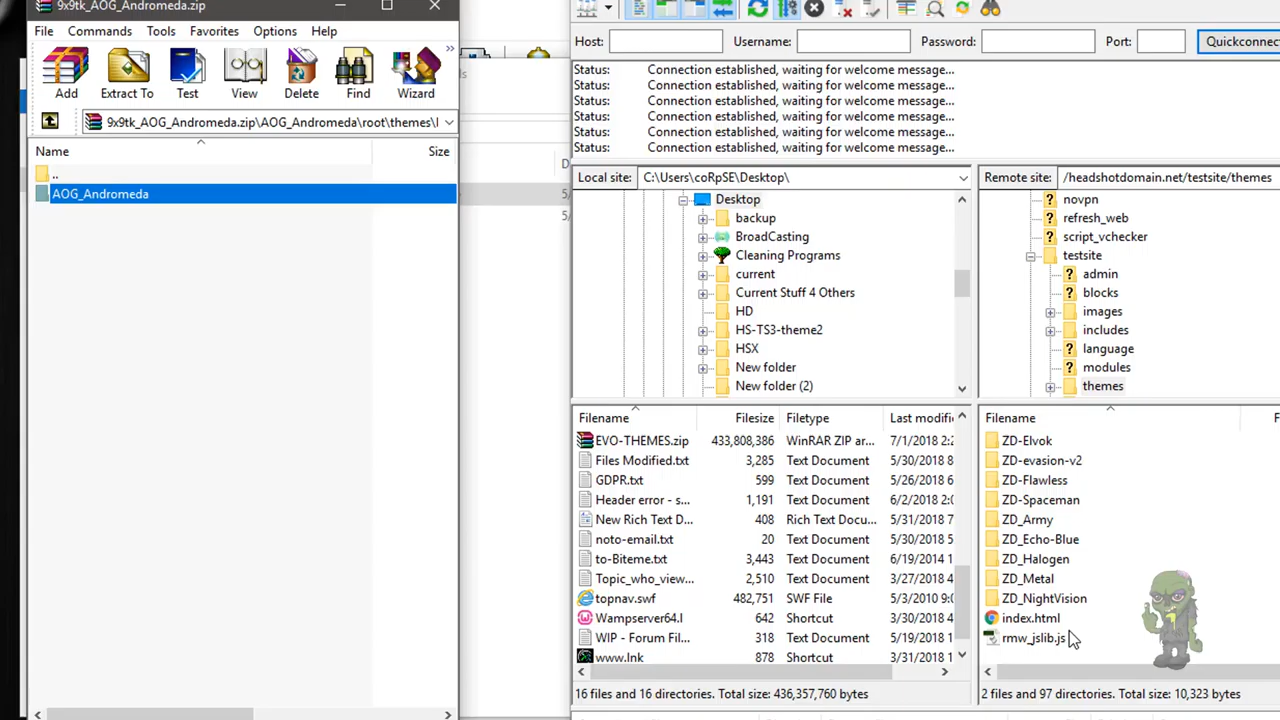 9x9tk_AOG_Andromeda.zip
File Commands Tools Favorites Options Help
Add Extract To Test View Delete Find Wizard
9x9tk_AOG_Andromeda.zip\AOG_Andromeda\root\themes\
Name Size
..
AOG_Andromeda
Host: Username: Password: Port: Quickconnect
Status: Connection established, waiting for welcome message...
Status: Connection established, waiting for welcome message...
Status: Connection established, waiting for welcome message...
Status: Connection established, waiting for welcome message...
Status: Connection established, waiting for welcome message...
Status: Connection established, waiting for welcome message...
Local site: C:\Users\coRpSE\Desktop\
Desktop
backup
BroadCasting
Cleaning Programs
current
Current Stuff 4 Others
HD
HS-TS3-theme2
HSX
New folder
New folder (2)
Remote site: /headshotdomain.net/testsite/themes
novpn
refresh_web
script_vchecker
testsite
admin
blocks
images
includes
language
modules
themes
Filename Filesize Filetype Last modifi
EVO-THEMES.zip 433,808,386 WinRAR ZIP ar... 7/1/2018 2:2
Files Modified.txt 3,285 Text Document 5/30/2018 8
GDPR.txt 599 Text Document 5/26/2018 6
Header error - s... 1,191 Text Document 6/2/2018 2:
New Rich Text D... 408 Rich Text Docu... 5/31/2018 7
noto-email.txt 20 Text Document 5/30/2018 4
to-Biteme.txt 3,443 Text Document 6/19/2014 1
Topic_who_view... 2,510 Text Document 3/27/2018 4
topnav.swf 482,751 SWF File 5/3/2010 9:0
Wampserver64.l 642 Shortcut 3/30/2018 4
WIP - Forum Fil... 318 Text Document 5/19/2018 1
www.lnk 878 Shortcut 3/31/2018 1
16 files and 16 directories. Total size: 436,357,760 bytes
Filename F
ZD-Elvok
ZD-evasion-v2
ZD-Flawless
ZD-Spaceman
ZD_Army
ZD_Echo-Blue
ZD_Halogen
ZD_Metal
ZD_NightVision
index.html
rmw_jslib.js
2 files and 97 directories. Total size: 10,323 bytes